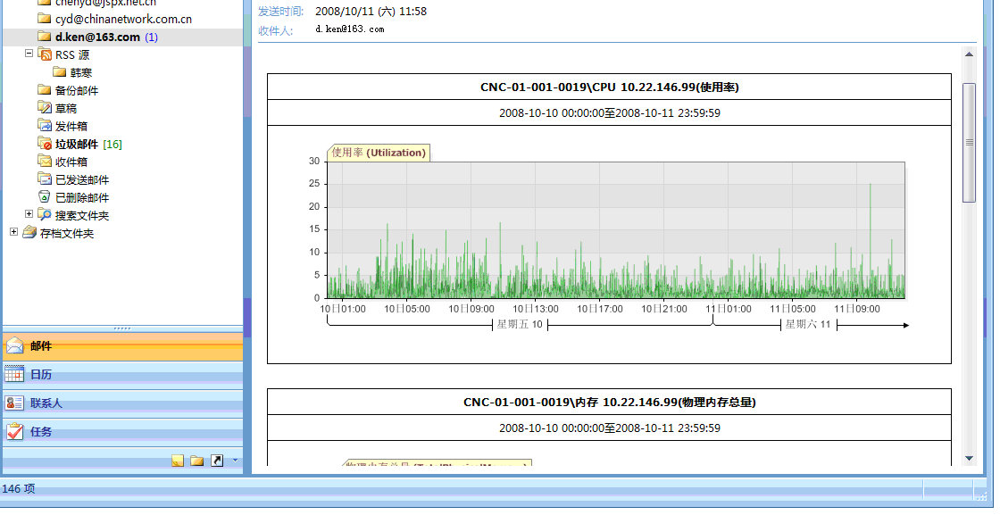 chenyd@jspx.net.cn
cyd@chinanetwork.com.cn
d.ken@163.com (1)
RSS 源
韩寒
备份邮件
草稿
发件箱
垃圾邮件 [16]
收件箱
已发送邮件
已删除邮件
搜索文件夹
存档文件夹
邮件
日历
联系人
任务
146 项
发送时间: 2008/10/11 (六) 11:58
收件人: d.ken@163.com
CNC-01-001-0019\CPU 10.22.146.99(使用率)
2008-10-10 00:00:00至2008-10-11 23:59:59
使用率 (Utilization)
30
25
20
15
10
5
0
10日01:00 10日05:00 10日09:00 10日13:00 10日17:00 10日21:00 11日01:00 11日05:00 11日09:00
星期五 10 星期六 11
CNC-01-001-0019\内存 10.22.146.99(物理内存总量)
2008-10-10 00:00:00至2008-10-11 23:59:59
物理内存总量